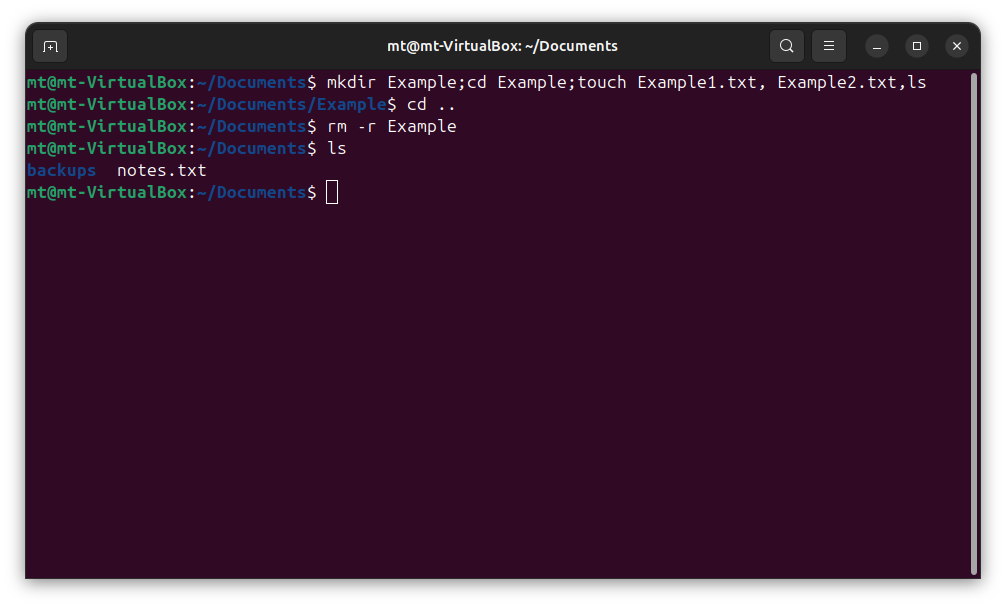 mt@mt-VirtualBox: ~/Documents
mt@mt-VirtualBox:~/Documents$ mkdir Example;cd Example;touch Example1.txt, Example2.txt,ls
mt@mt-VirtualBox:~/Documents/Example$ cd ..
mt@mt-VirtualBox:~/Documents$ rm -r Example
mt@mt-VirtualBox:~/Documents$ ls
backups  notes.txt
mt@mt-VirtualBox:~/Documents$